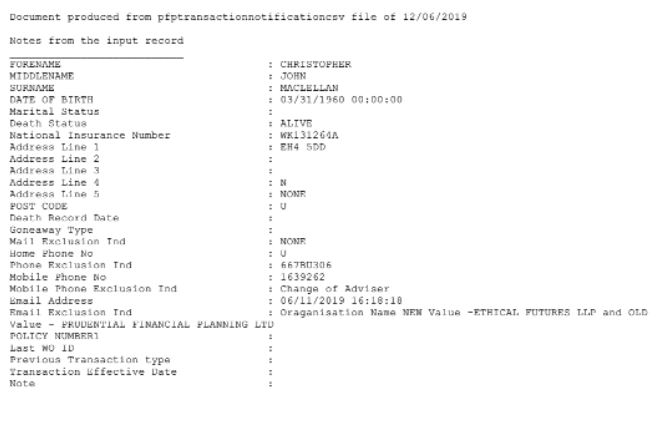 Document produced from pfptransactionnotificationcsv file of 12/06/2019
Notes from the input record
FORENAME : CHRISTOPHER
MIDDLENAME : JOHN
SURNAME : MACLELLAN
DATE OF BIRTH : 03/31/1960 00:00:00
Marital Status :
Death Status : ALIVE
National Insurance Number : WK131264A
Address Line 1 : EH4 5DD
Address Line 2 :
Address Line 3 :
Address Line 4 : N
Address Line 5 : NONE
POST CODE : U
Death Record Date :
Goneaway Type :
Mail Exclusion Ind : NONE
Home Phone No : U
Phone Exclusion Ind : 667BU306
Mobile Phone No : 1639262
Mobile Phone Exclusion Ind : Change of Adviser
Email Address : 06/11/2019 16:18:18
Email Exclusion Ind : Oraganisation Name NEW Value -ETHICAL FUTURES LLP and OLD
Value - PRUDENTIAL FINANCIAL PLANNING LTD
POLICY NUMBER1 :
Last WO ID :
Previous Transaction type :
Transaction Effective Date :
Note :